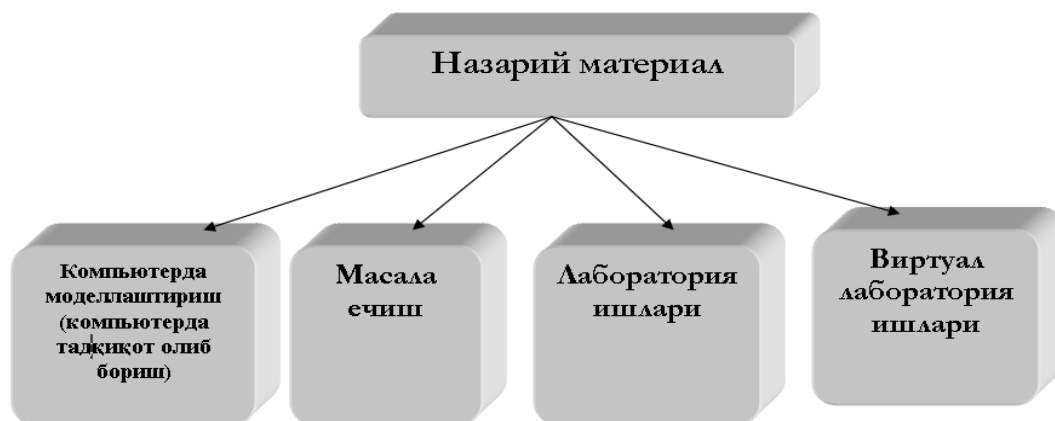 Назарий материал
Компьютерда
моделлаштириш
(компьютерда
тадқиқот олиб
бориш)
Масала
ечиш
Лаборатория
ишлари
Виртуал
лаборатория
ишлари